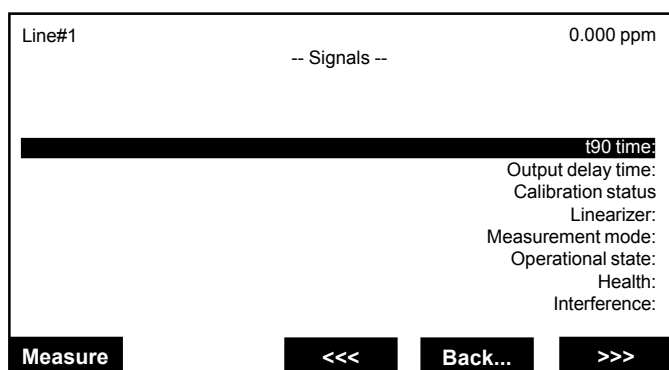 Line#1 0.000 ppm
-- Signals --
t90 time:
Output delay time:
Calibration status
Linearizer:
Measurement mode:
Operational state:
Health:
Interference:
Measure <<< Back... >>>